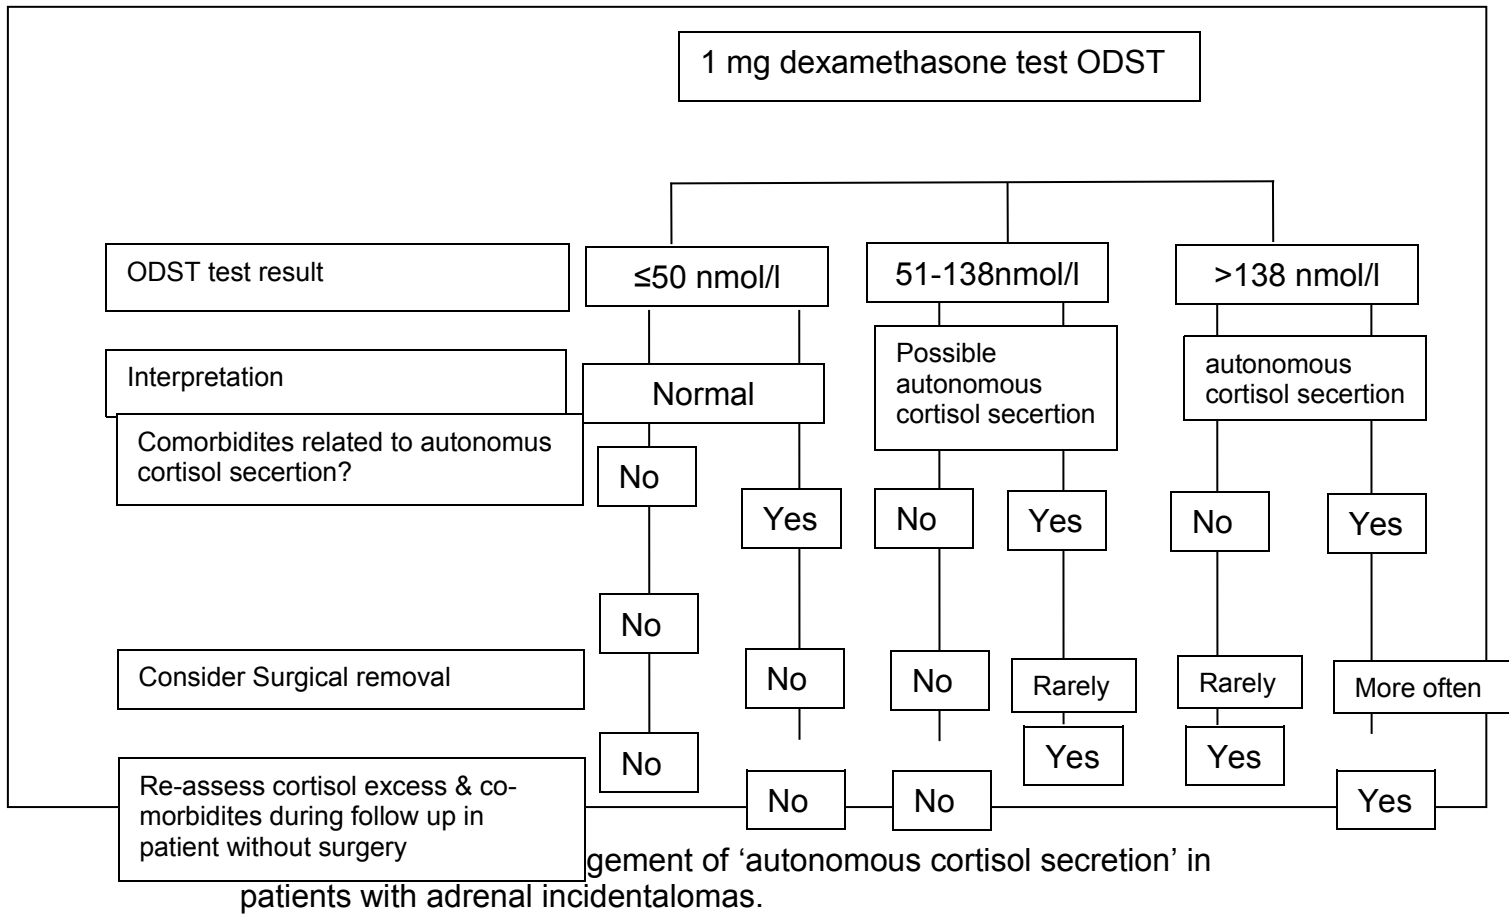 1 mg dexamethasone test ODST
ODST test result
≤50 nmol/l
51-138nmol/l
>138 nmol/l
Interpretation
Normal
Possible
autonomous
cortisol secertion
autonomous
cortisol secertion
Comorbidites related to autonomus
cortisol secertion?
No
Yes
No
Yes
No
Yes
Consider Surgical removal
No
No
No
Rarely
Rarely
More often
Re-assess cortisol excess & co-
morbidites during follow up in
patient without surgery
No
No
No
Yes
Yes
Yes
gement of ‘autonomous cortisol secretion’ in
patients with adrenal incidentalomas.